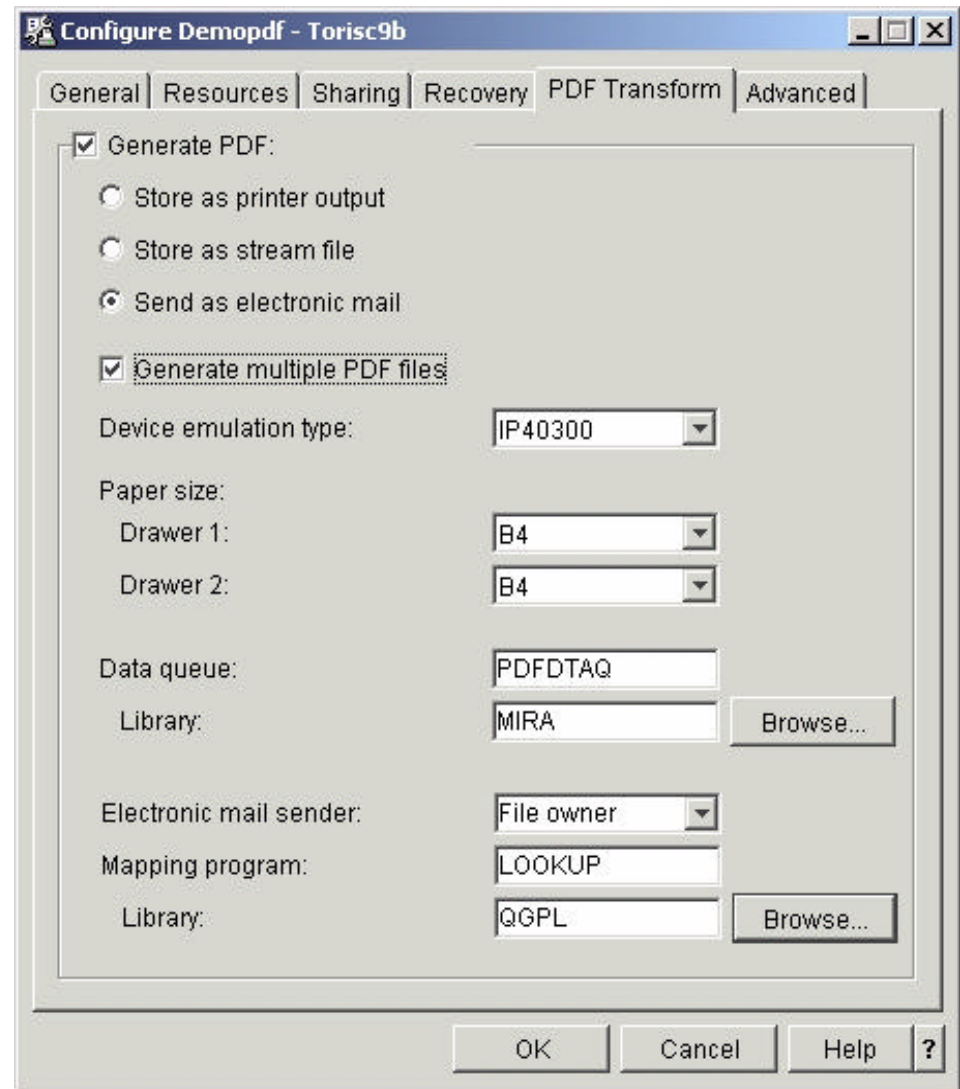 Configure Demopdf - Torisc9b
General Resources Sharing Recovery PDF Transform Advanced
Generate PDF:
Store as printer output
Store as stream file
Send as electronic mail
Generate multiple PDF files
Device emulation type: IP40300
Paper size:
Drawer 1: B4
Drawer 2: B4
Data queue: PDFDTAQ
Library: MIRA Browse...
Electronic mail sender: File owner
Mapping program: LOOKUP
Library: QGPL Browse...
OK Cancel Help ?